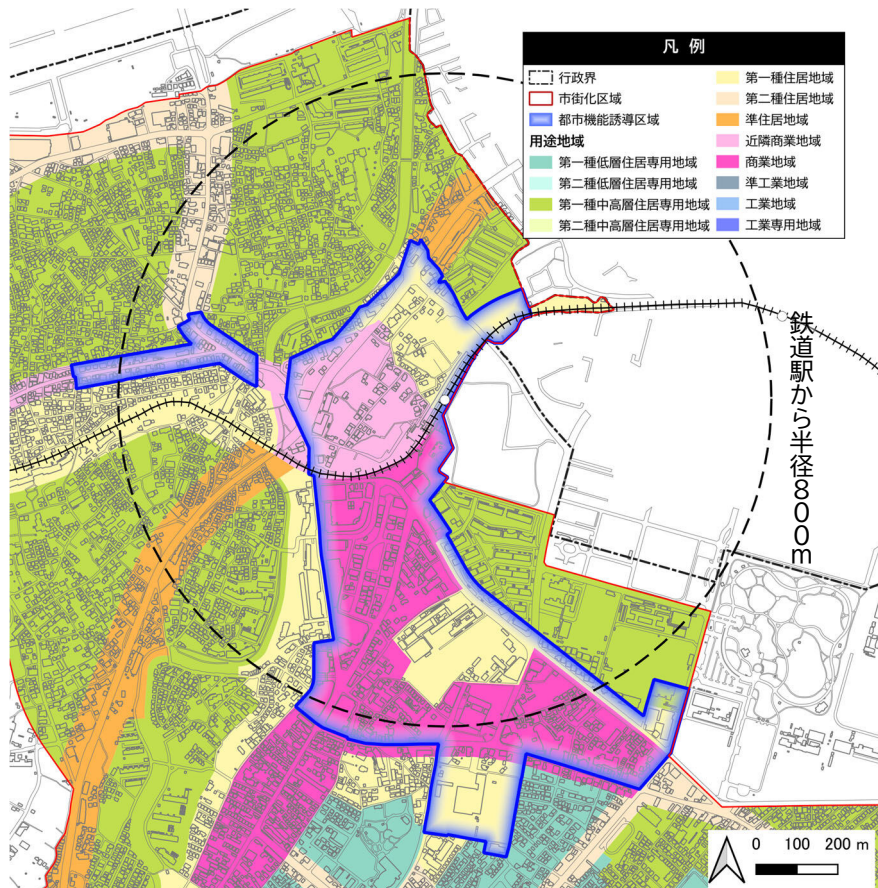 凡 例
行政界
市街化区域
都市機能誘導区域
用途地域
第一種低層住居専用地域
第二種低層住居専用地域
第一種中高層住居専用地域
第二種中高層住居専用地域
第一種住居地域
第二種住居地域
準住居地域
近隣商業地域
商業地域
準工業地域
工業地域
工業専用地域
鉄道駅から半径800m
0 100 200 m